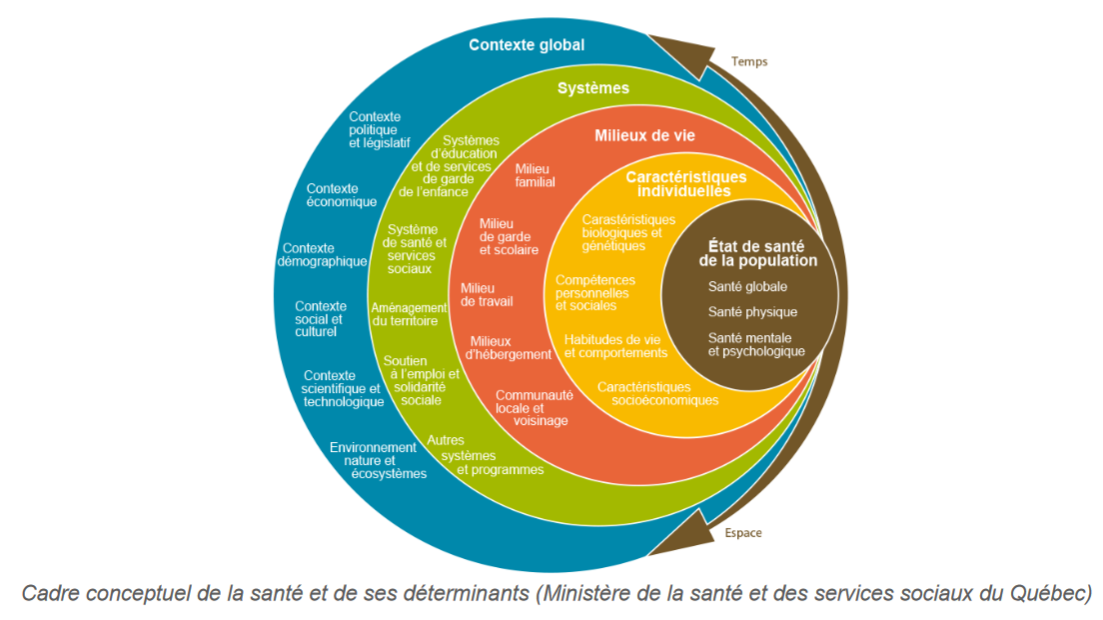 Contexte global
Temps
Systèmes
Contexte
politique
et législatif
Milieux de vie
Systèmes
d'éducation
et de services
de garde
de l'enfance
Milieu
familial
Caractéristiques
individuelles
Contexte
économique
Carastéristiques
biologiques et
génétiques
Milieu
de garde
et scolaire
Système
de santé et
services
sociaux
État de santé
de la population
Contexte
démographique
Santé globale
Compétences
personnelles
et sociales
Milieu
de travail
Aménagement
du territoire
Contexte
social et
culturel
Santé physique
Santé mentale
et psychologique
Habitudes de vie
et comportements
Milieux
d'hébergement
Soutien
à l'emploi et
solidarité
sociale
Contexte
scientifique et
technologique
Caractéristiques
socioéconomiques
Communauté
locale et
voisinage
Autres
systèmes
et programmes
Environnement
nature et
écosystèmes
Espace
Cadre conceptuel de la santé et de ses déterminants (Ministère de la santé et des services sociaux du Québec)